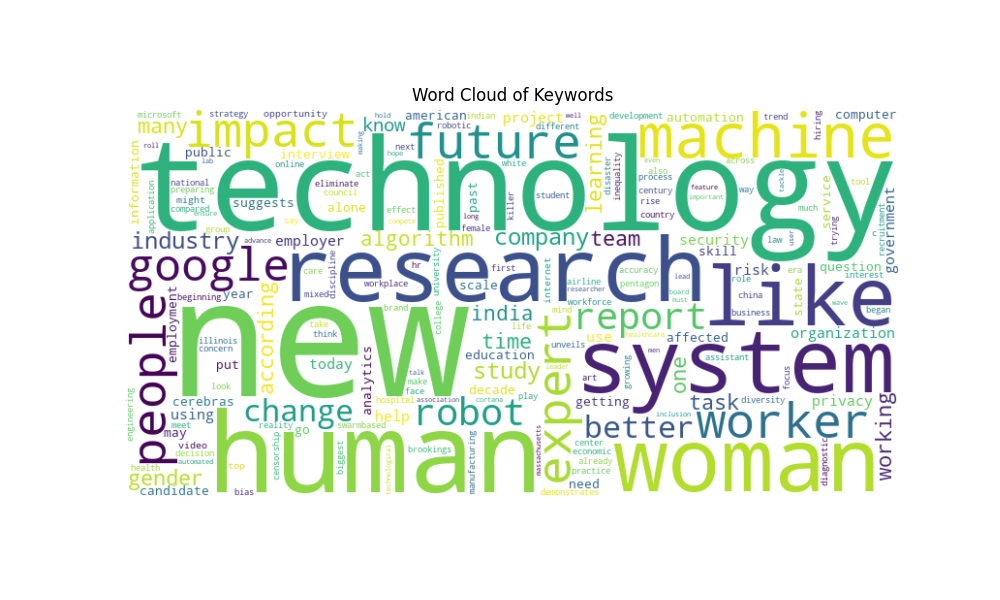 Word Cloud of Keywords
microsoft
strategy
opportunity
hold
american
indian
project
well
development
automation
trend
hiring
computer
many
impact
know
robotic
future
different
learning
machine
roll
public
interview
next
making
hope
published
past
white
disaster
inequality
process
even
also
across
tackle
way
tool
information
technology
lab
online
act
national
preparing
might
compared
ensure
application
eliminate
council
suggests
alone
effect
compete
long
killer
student
century
rise
country
feature
important
much
service
trying
recruitment
government
group
say
female
industry
advance
employer
algorithm
company
team
security
skill
law
user
c
google
research
care
mixed
discipline
hr
workplace
university
college
first
scale
internet
airline
accuracy
pentagon
lead
risk
role
china
business
state
era
question
interest
wave
began
like
people
employment
beginning
year
according
new
brand
india
life
time
mind
workforce
report
researcher
board
must
illinois
concern
put
take
think
today
analytics
look
talk
make
face
education
study
decade
expert
unveils
use
men
healthcare
affected
growing
one
assistant
art
focus
organization
system
cerebras
using
meet
may
engineering
change
hospital
association
help
reality
go
swarmbased
robot
leader
cortana
play
getting
task
diversity
privacy
better
inclusion
worker
working
video
decision
automated
health
gender
candidate
top
bias
human
censorship
biggest
technological
brookings
manufacturing
massachusetts
demonstrates
center
economic
already
practice
need
woman
diagnostic